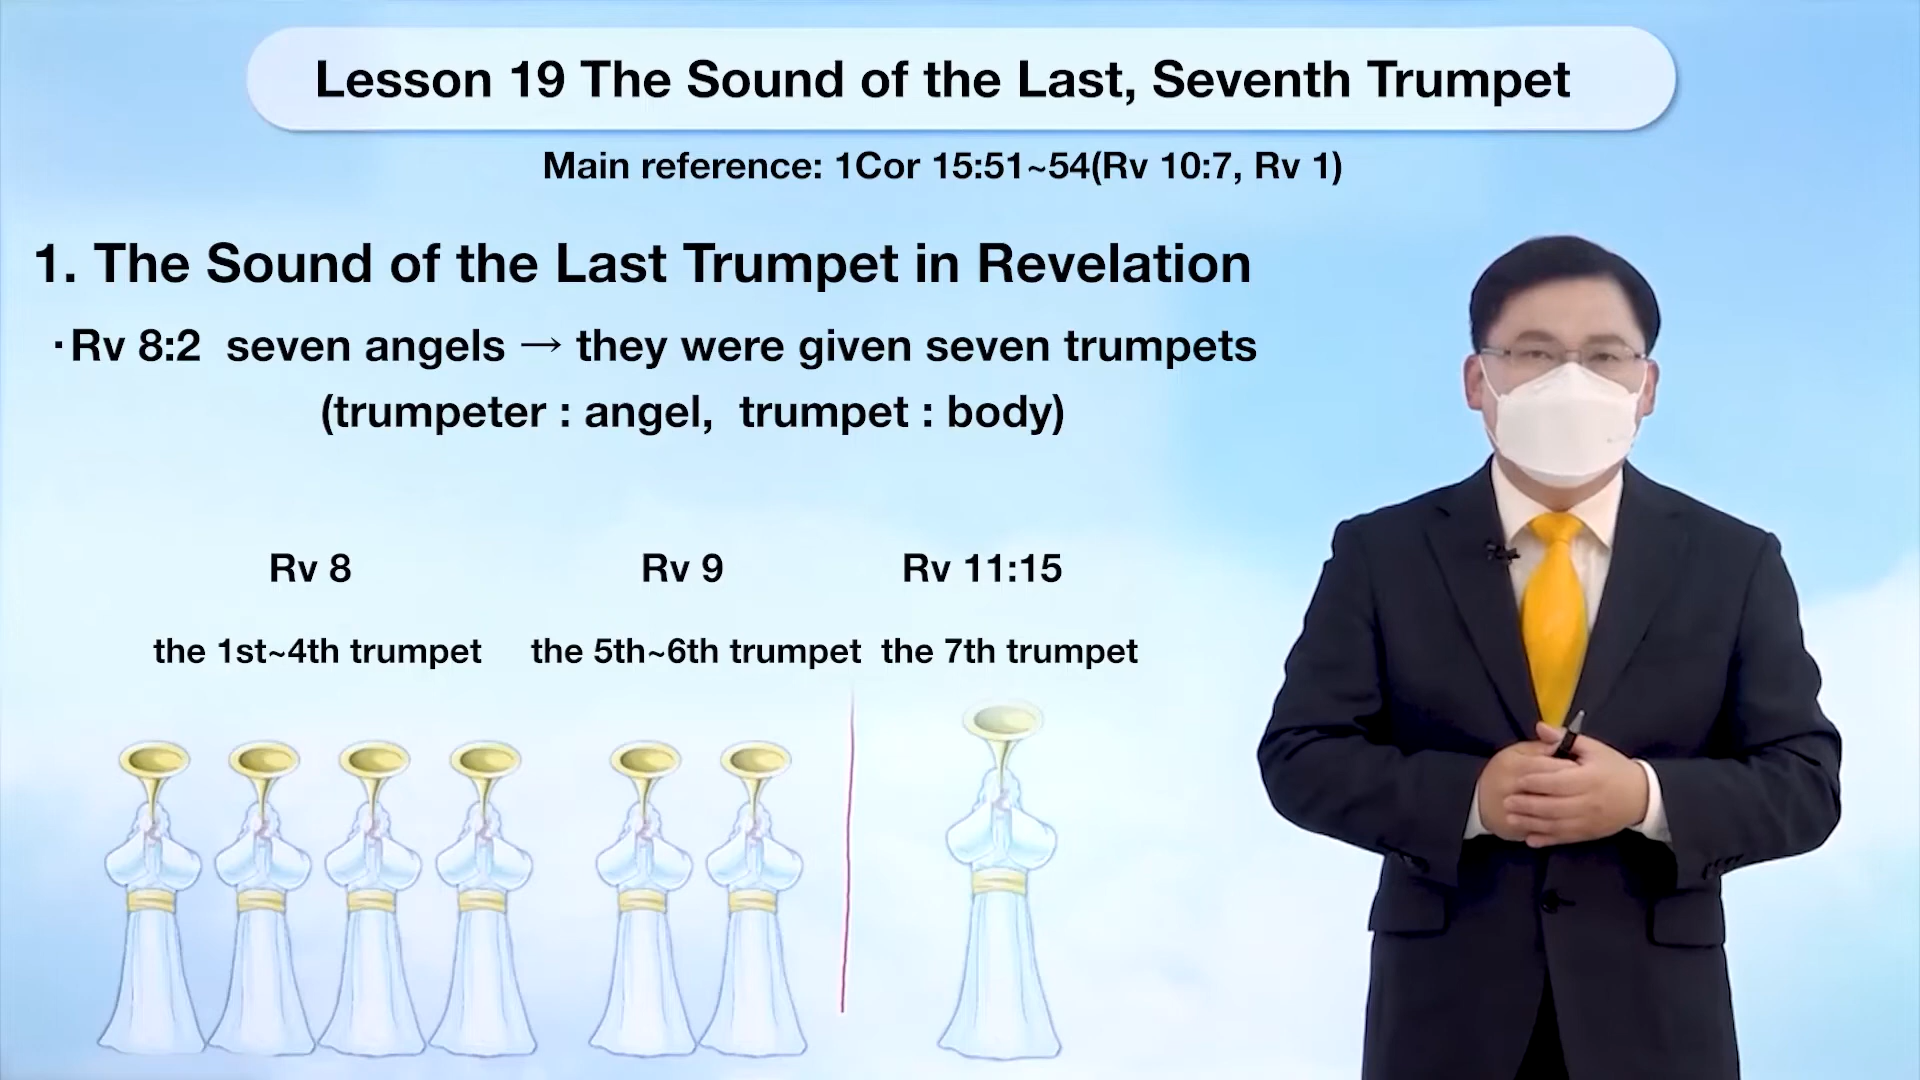 Lesson 19 The Sound of the Last, Seventh Trumpet
Main reference: 1Cor 15:51~54(Rv 10:7, Rv 1)
1. The Sound of the Last Trumpet in Revelation
·Rv 8:2 seven angels → they were given seven trumpets
(trumpeter : angel, trumpet : body)
Rv 8 Rv 9 Rv 11:15
the 1st~4th trumpet the 5th~6th trumpet the 7th trumpet